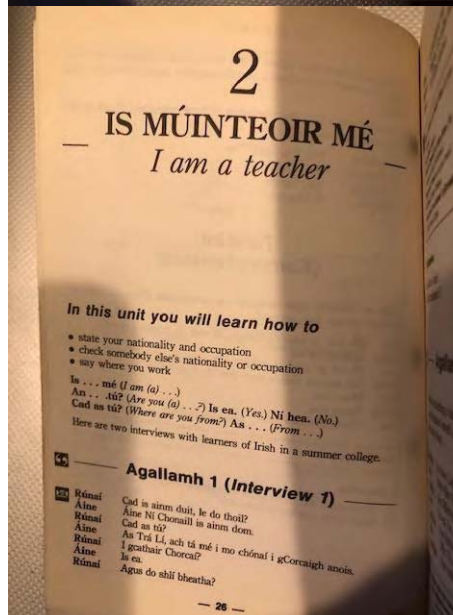 2
IS MÚINTEOIR MÉ
I am a teacher
In this unit you will learn how to
• state your nationality and occupation
• check somebody else's nationality or occupation
• say where you work
Is . . . mé (I am (a) . . .)
An . . .tú? (Are you (a) . . .?) Is ea. (Yes.) Ní hea. (No.)
Cad as tú? (Where are you from?) As . . . (From . . .)
Here are two interviews with learners of Irish in a summer college.
Agallamh 1 (Interview 1)
Rúnaí Cad is ainm duit, le do thoil?
Áine Áine Ní Chonaill is ainm dom.
Rúnaí Cad as tú?
Áine As Trá Lí, ach tá mé i mo chónaí i gCorcaigh anois.
Rúnaí I gcathair Chorcaí?
Áine Is ea.
Rúnaí Agus do shlí bheatha?
— 26 —